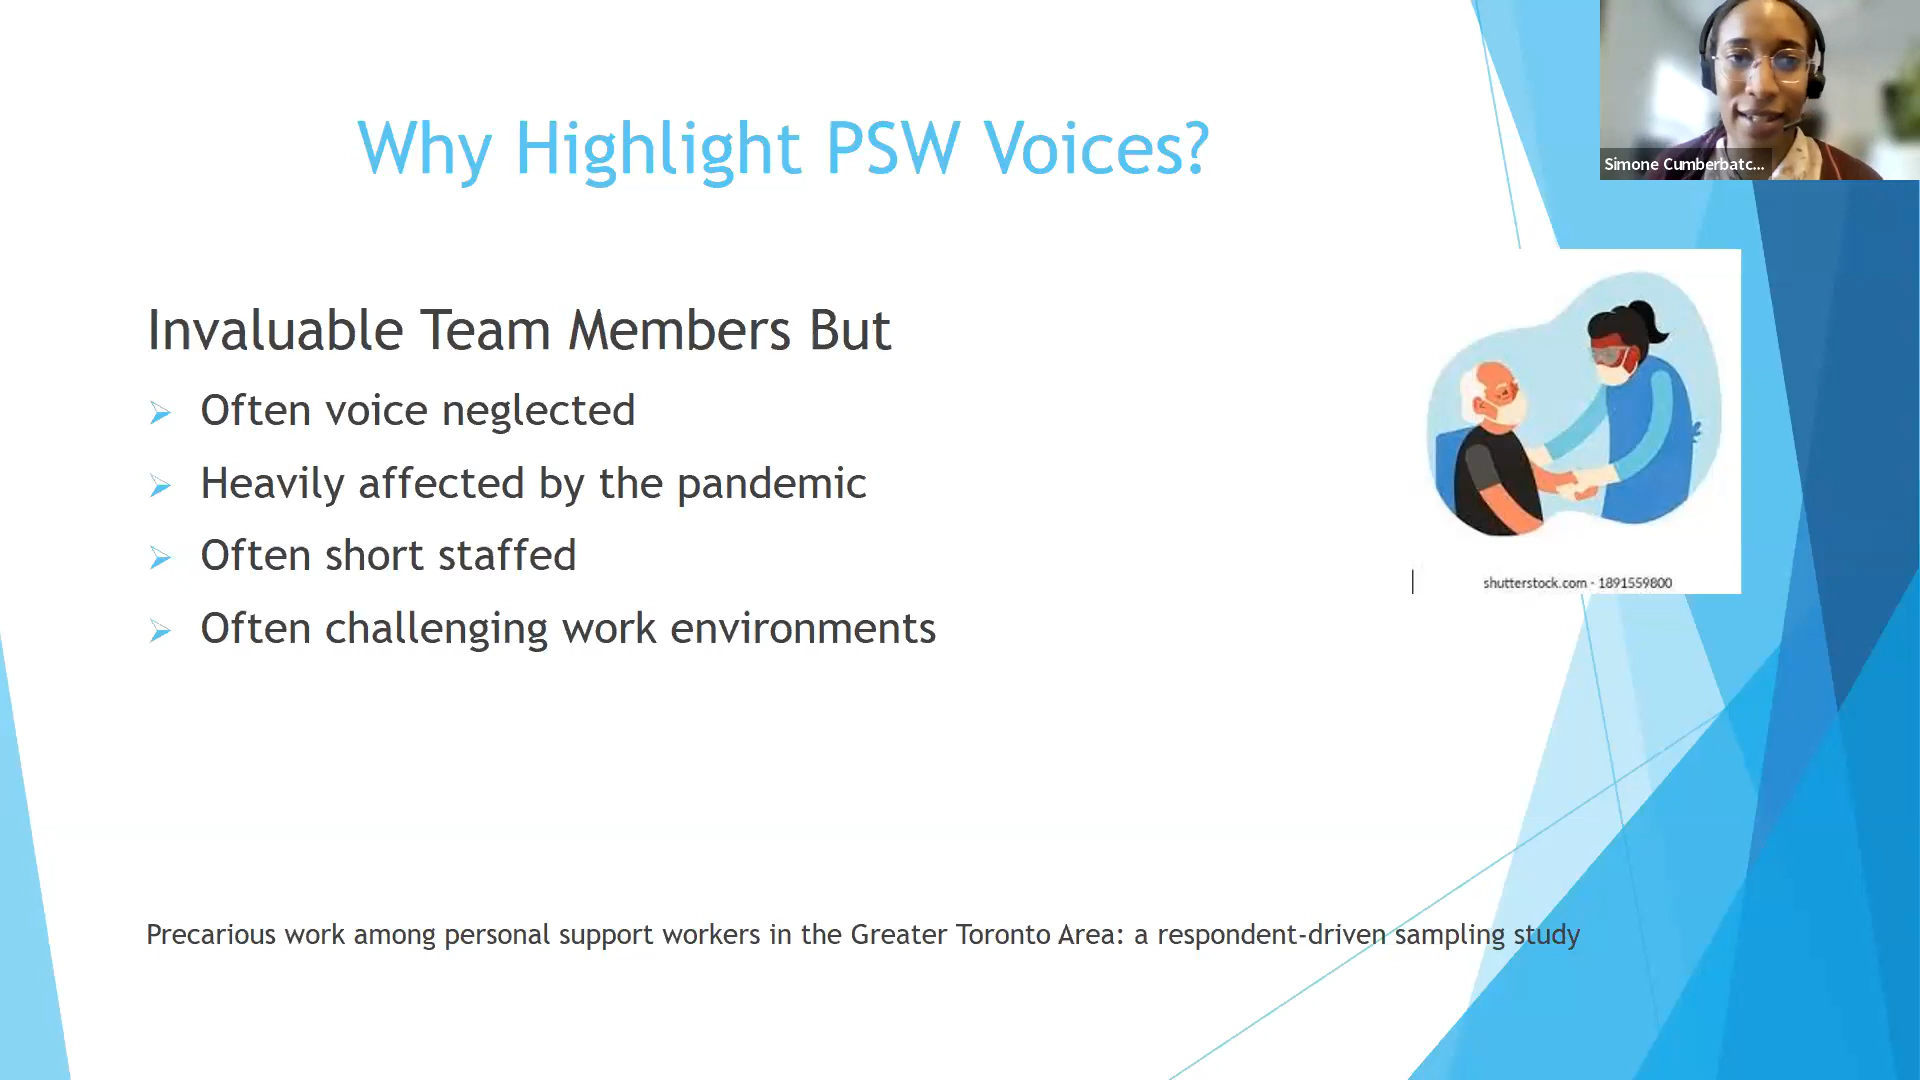 Why Highlight PSW Voices?
Simone Cumberbatc...
Invaluable Team Members But
Often voice neglected
Heavily affected by the pandemic
Often short staffed
Often challenging work environments
shutterstock.com - 1891559800
Precarious work among personal support workers in the Greater Toronto Area: a respondent-driven sampling study